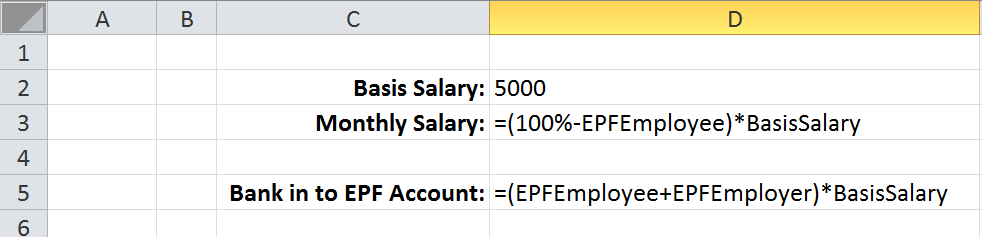 A B C D
1
2 Basis Salary: 5000
3 Monthly Salary: =(100%-EPFEmployee)*BasisSalary
4
5 Bank in to EPF Account: =(EPFEmployee+EPFEmployer)*BasisSalary
6